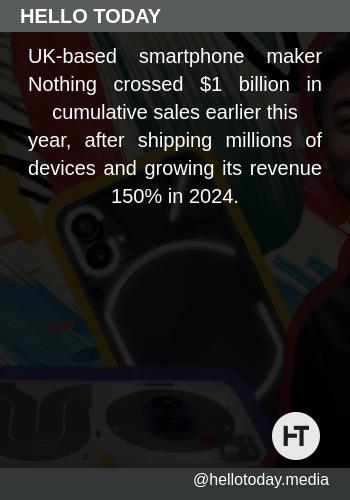 HELLO TODAY
UK-based smartphone maker
Nothing crossed $1 billion in
cumulative sales earlier this
year, after shipping millions of
devices and growing its revenue
150% in 2024.
HT
@hellotoday.media